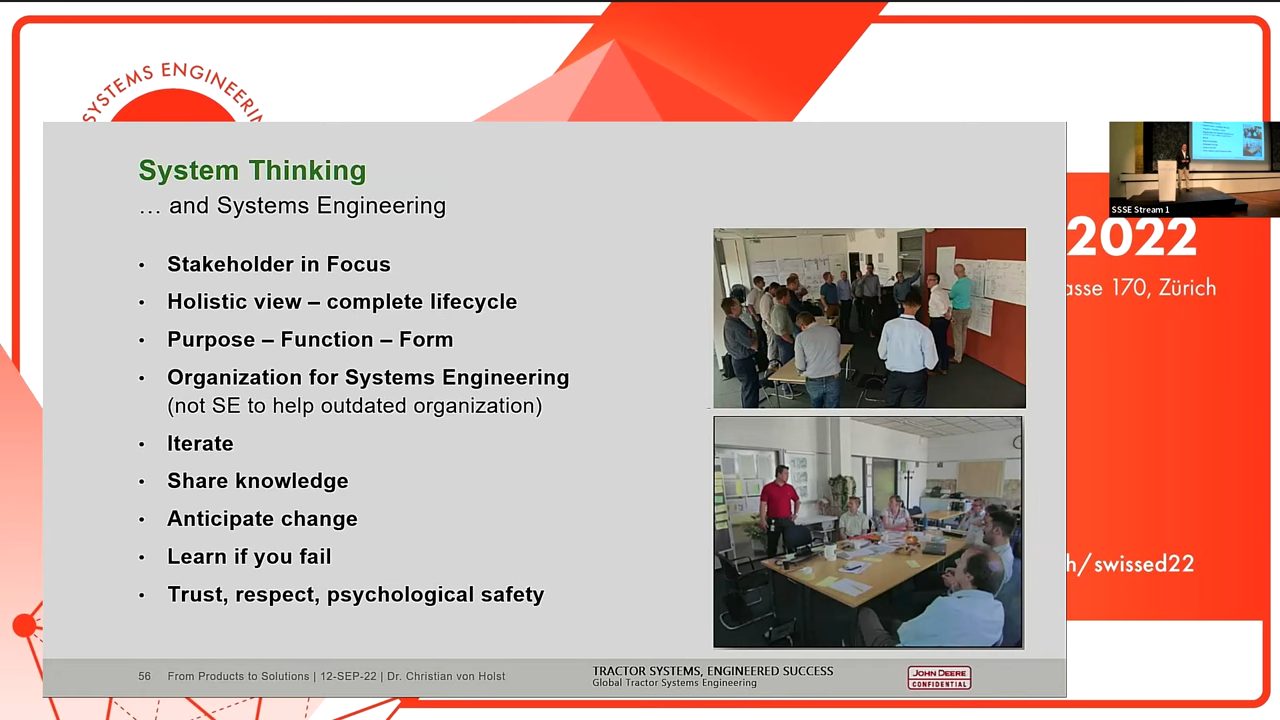 SYSTEMS ENGINEERIN
System Thinking
… and Systems Engineering
• Stakeholder in Focus
• Holistic view – complete lifecycle
• Purpose – Function – Form
• Organization for Systems Engineering
(not SE to help outdated organization)
• Iterate
• Share knowledge
• Anticipate change
• Learn if you fail
• Trust, respect, psychological safety
56 From Product to Solutions | 12-SEP-22 | Dr. Christian von Holst
TRACTOR SYSTEMS, ENGINEERED SUCCESS
Global Tractor Systems Engineering
JOHN DEERE
CONFIDENTIAL
SSSE Stream 1
2022
asse 170, Zürich
h/swissed22